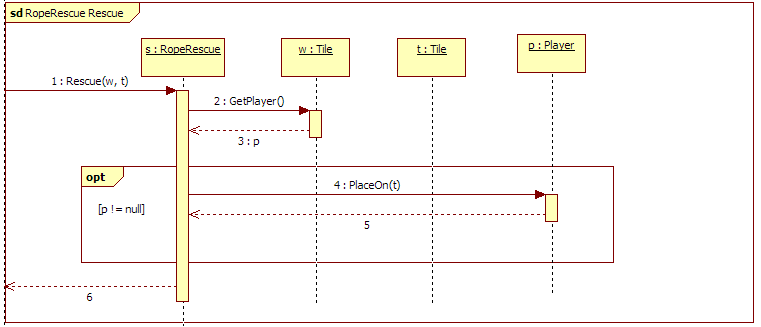 sd RopeRescue Rescue
s : RopeRescue
w : Tile
t : Tile
p : Player
1 : Rescue(w, t)
2 : GetPlayer()
3 : p
opt
4 : PlaceOn(t)
[p != null]
5
6